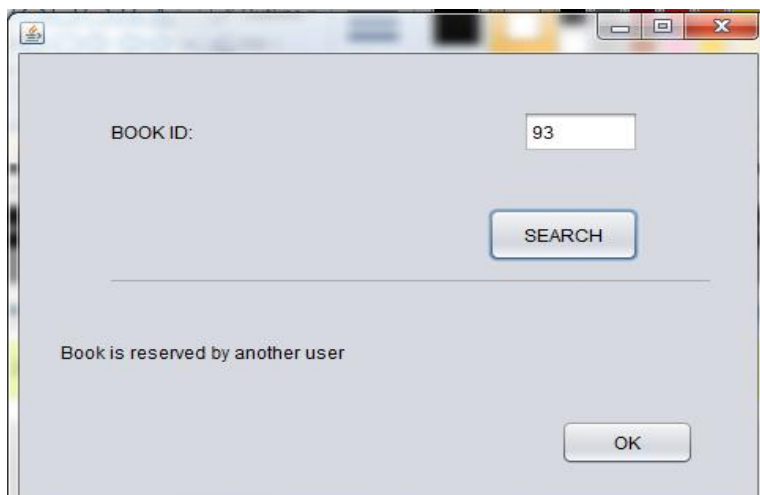 BOOK ID:
93
SEARCH
Book is reserved by another user
OK